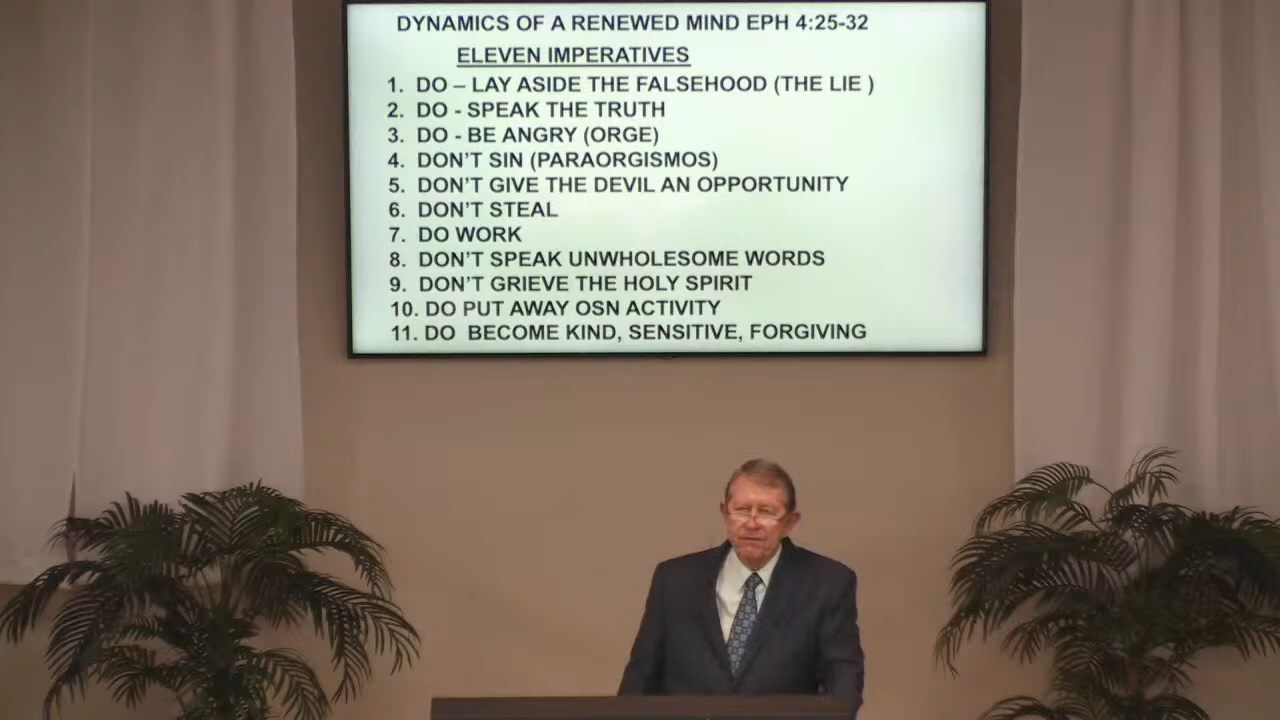 DYNAMICS OF A RENEWED MIND EPH 4:25-32
ELEVEN IMPERATIVES
1. DO – LAY ASIDE THE FALSEHOOD (THE LIE )
2. DO - SPEAK THE TRUTH
3. DO - BE ANGRY (ORGE)
4. DON'T SIN (PARAORGISMOS)
5. DON'T GIVE THE DEVIL AN OPPORTUNITY
6. DON'T STEAL
7. DO WORK
8. DON'T SPEAK UNWHOLESOME WORDS
9. DON'T GRIEVE THE HOLY SPIRIT
10. DO PUT AWAY OSN ACTIVITY
11. DO BECOME KIND, SENSITIVE, FORGIVING